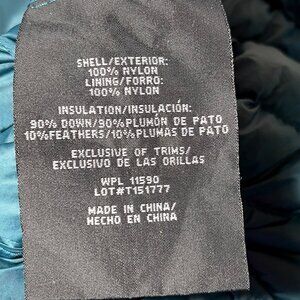 SHELL/EXTERIOR:
100% NYLON
LINING/FORRO:
100% NYLON
INSULATION/INSULACIÓN:
90% DOWN/90%PLUMÓN DE PATO
10%FEATHERS/10%PLUMAS DE PATO
EXCLUSIVE OF TRIMS/
EXCLUSIVO DE LAS ORILLAS
WPL 11590
LOT#T151777
MADE IN CHINA/
HECHO EN CHINA